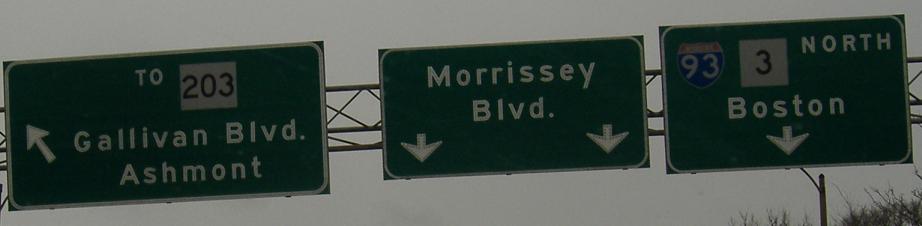 TO 203
Gallivan Blvd.
Ashmont
Morrissey
Blvd.
93 3 NORTH
Boston